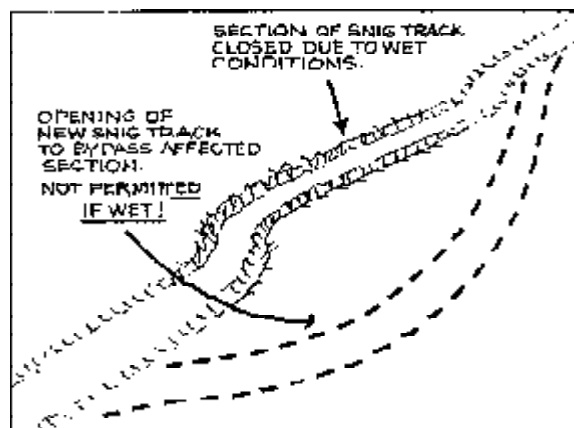 SECTION OF SNIG TRACK
CLOSED DUE TO WET
CONDITIONS.
OPENING OF
NEW SNIG TRACK
TO BYPASS AFFECTED
SECTION.
NOT PERMITTED
IF WET!